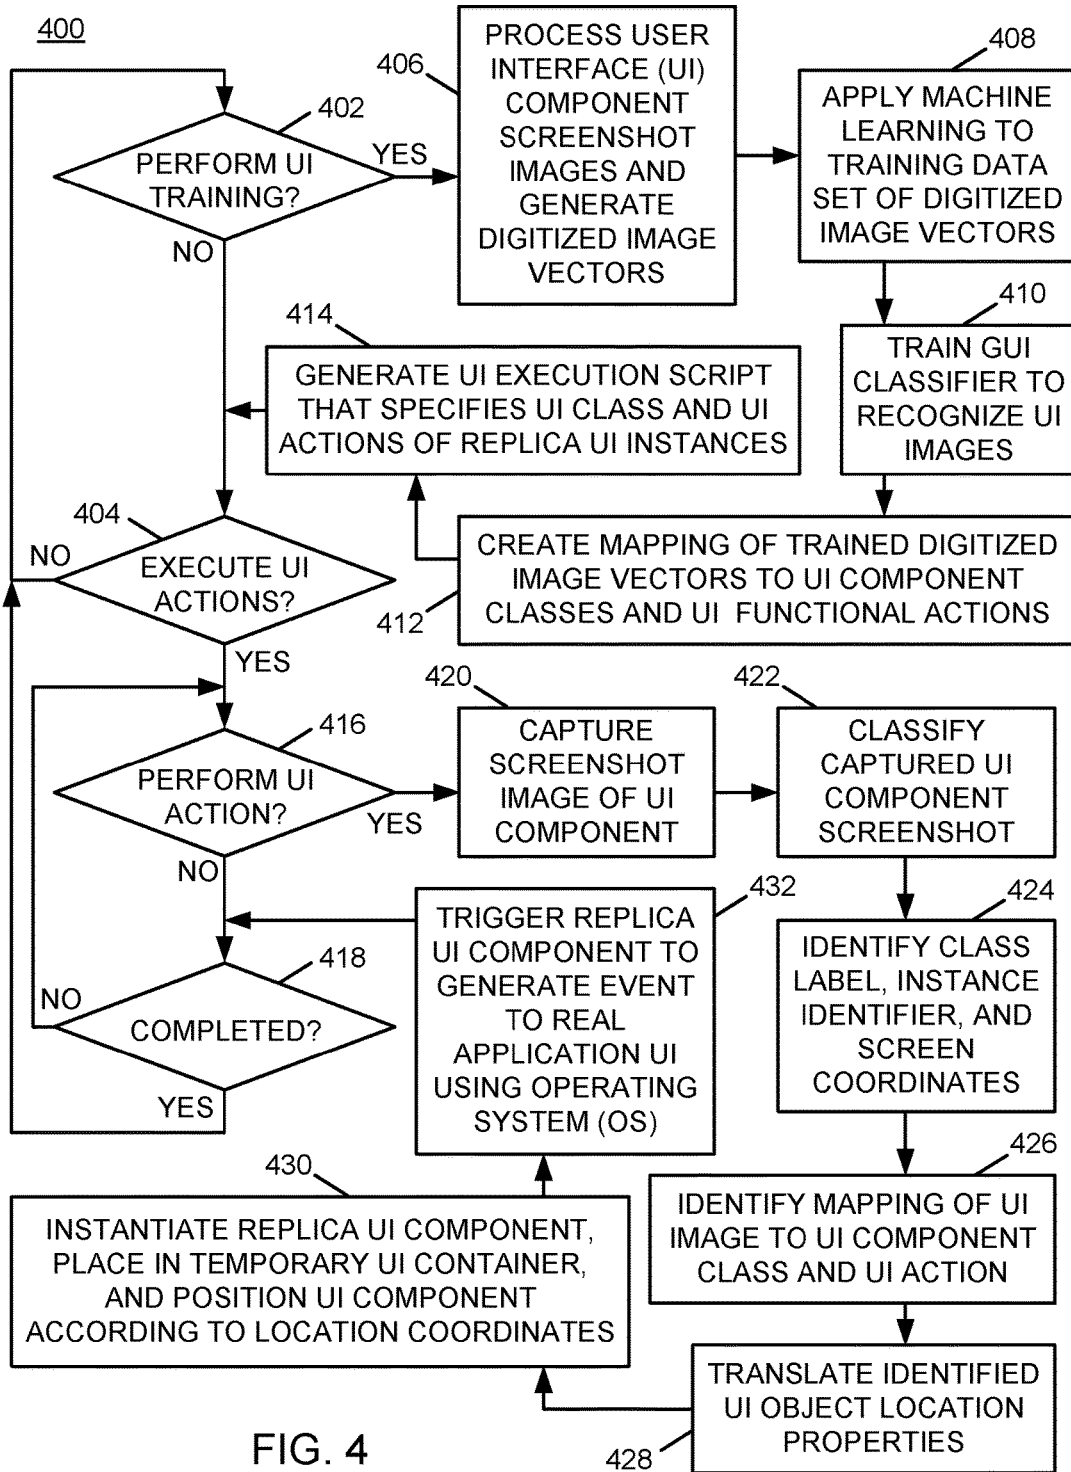 400
402
PERFORM UI
TRAINING?
YES
NO
406
PROCESS USER
INTERFACE (UI)
COMPONENT
SCREENSHOT
IMAGES AND
GENERATE
DIGITIZED IMAGE
VECTORS
408
APPLY MACHINE
LEARNING TO
TRAINING DATA
SET OF DIGITIZED
IMAGE VECTORS
410
TRAIN GUI
CLASSIFIER TO
RECOGNIZE UI
IMAGES
412
CREATE MAPPING OF TRAINED DIGITIZED
IMAGE VECTORS TO UI COMPONENT
CLASSES AND UI FUNCTIONAL ACTIONS
414
GENERATE UI EXECUTION SCRIPT
THAT SPECIFIES UI CLASS AND UI
ACTIONS OF REPLICA UI INSTANCES
404
NO
EXECUTE UI
ACTIONS?
YES
416
PERFORM UI
ACTION?
YES
NO
420
CAPTURE
SCREENSHOT
IMAGE OF UI
COMPONENT
422
CLASSIFY
CAPTURED UI
COMPONENT
SCREENSHOT
424
IDENTIFY CLASS
LABEL, INSTANCE
IDENTIFIER, AND
SCREEN
COORDINATES
426
IDENTIFY MAPPING OF UI
IMAGE TO UI COMPONENT
CLASS AND UI ACTION
428
TRANSLATE IDENTIFIED
UI OBJECT LOCATION
PROPERTIES
430
INSTANTIATE REPLICA UI COMPONENT,
PLACE IN TEMPORARY UI CONTAINER,
AND POSITION UI COMPONENT
ACCORDING TO LOCATION COORDINATES
432
TRIGGER REPLICA
UI COMPONENT TO
GENERATE EVENT
TO REAL
APPLICATION UI
USING OPERATING
SYSTEM (OS)
418
NO
COMPLETED?
YES
FIG. 4